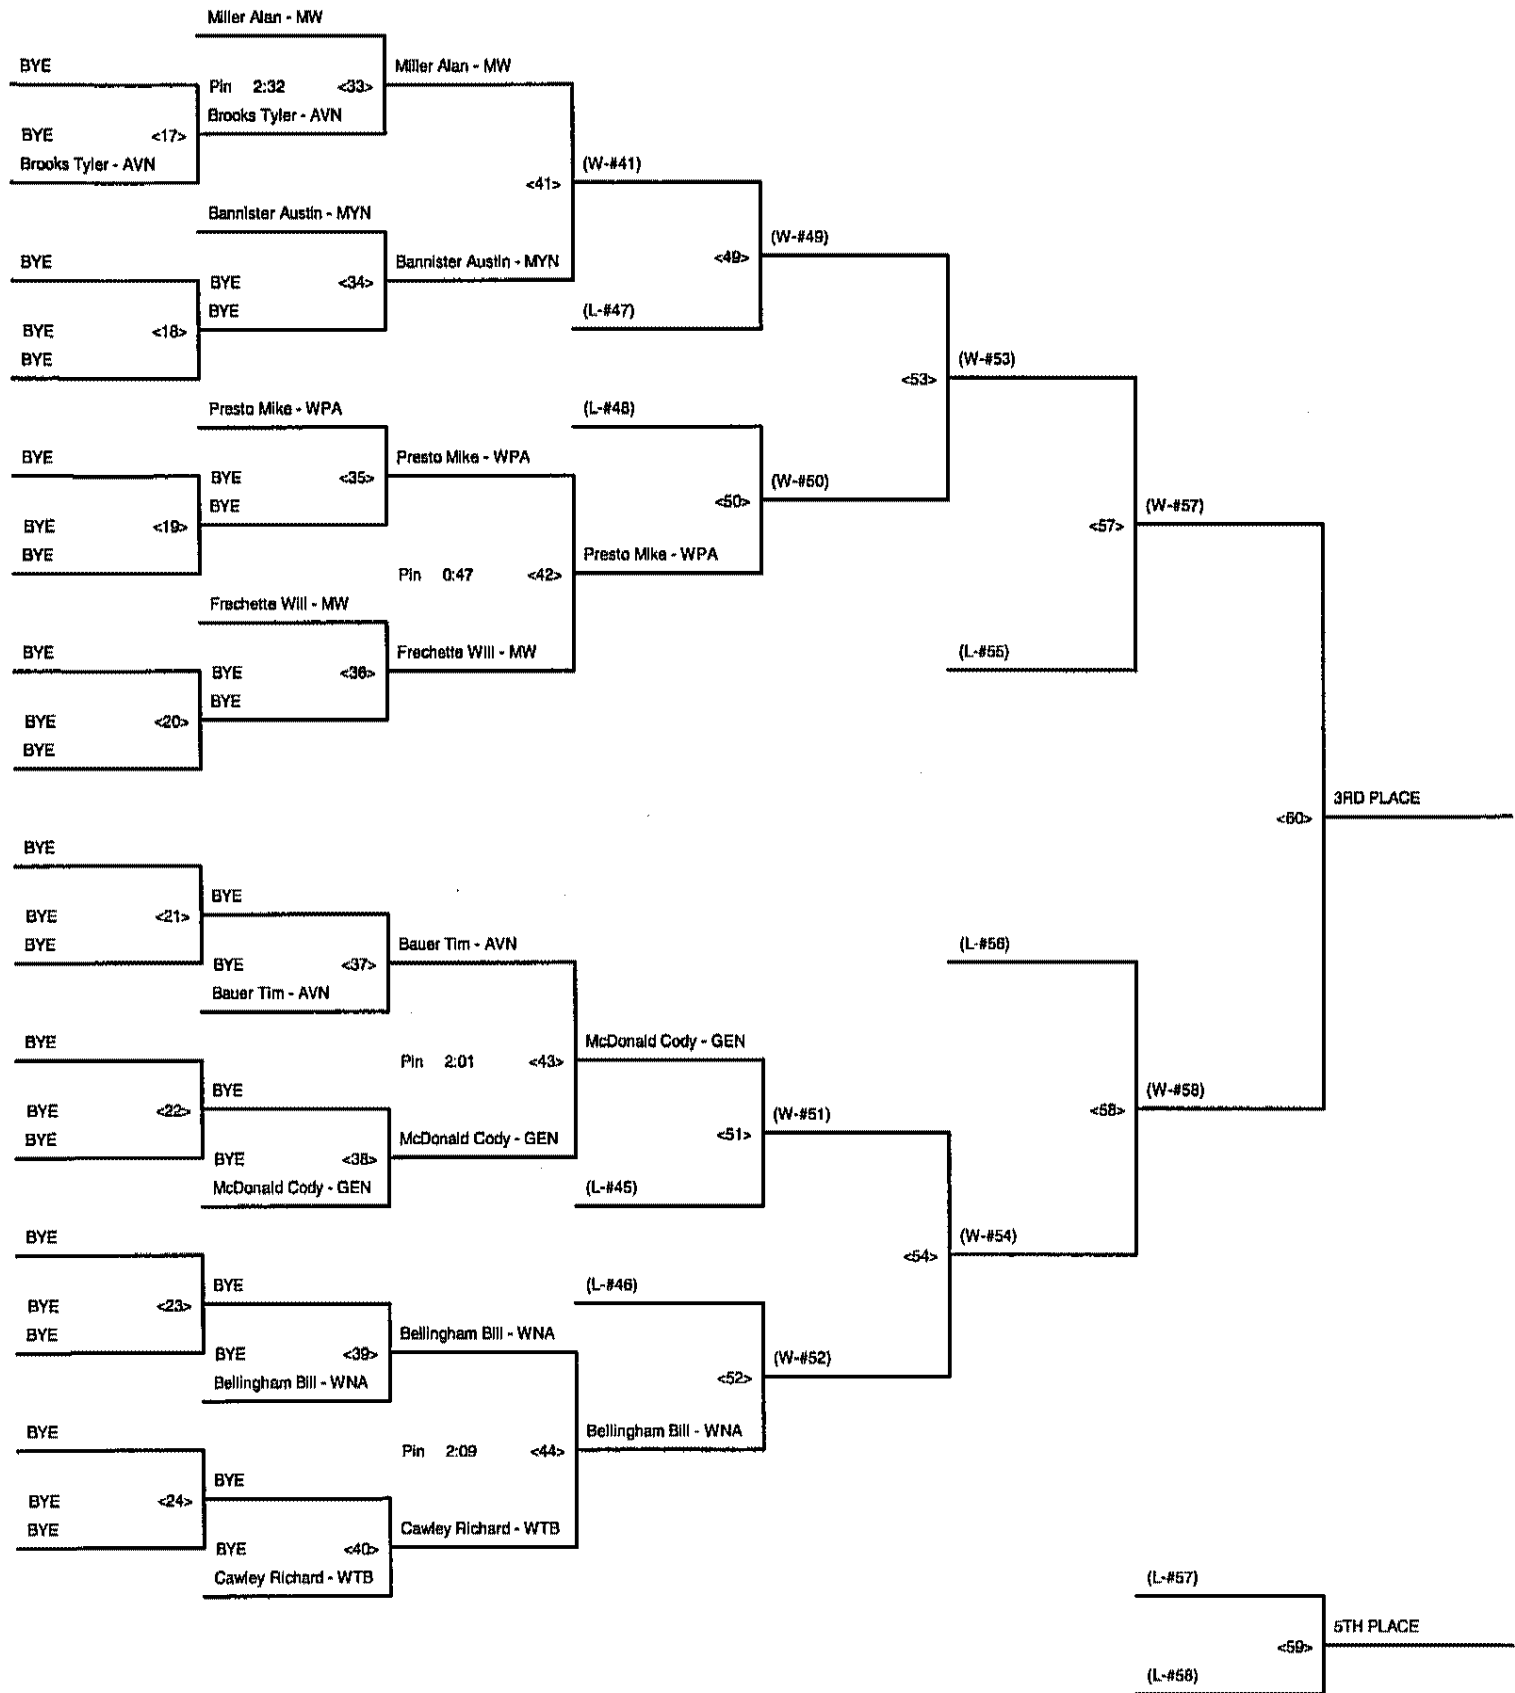 Miller Alan - MW
BYE
Pin 2:32 <33>
Miller Alan - MW
Brooks Tyler - AVN
BYE <17>
Brooks Tyler - AVN
<41>
(W-#41)
Bannister Austin - MYN
BYE
BYE <34>
Bannister Austin - MYN
BYE
BYE <18>
BYE
<49>
(W-#49)
(L-#47)
<53>
(W-#53)
Presto Mike - WPA
(L-#48)
BYE
BYE <35>
Presto Mike - WPA
BYE
BYE <19>
BYE
<50>
(W-#50)
<57>
(W-#57)
Pin 0:47 <42>
Presto Mike - WPA
Frechette Will - MW
BYE
BYE <36>
Frechette Will - MW
BYE
BYE <20>
BYE
(L-#55)
<60>
3RD PLACE
BYE
BYE
BYE <21>
BYE
BYE <37>
Bauer Tim - AVN
Bauer Tim - AVN
(L-#56)
BYE
Pin 2:01 <43>
McDonald Cody - GEN
BYE
BYE <22>
BYE
BYE <38>
McDonald Cody - GEN
McDonald Cody - GEN
<51>
(W-#51)
<58>
(W-#58)
(L-#45)
BYE
BYE
BYE <23>
BYE
BYE <39>
Bellingham Bill - WNA
Bellingham Bill - WNA
(L-#46)
<54>
(W-#54)
<52>
(W-#52)
BYE
Pin 2:09 <44>
Bellingham Bill - WNA
BYE
BYE <24>
BYE
BYE <40>
Cawley Richard - WTB
Cawley Richard - WTB
(L-#57)
<59>
5TH PLACE
(L-#58)